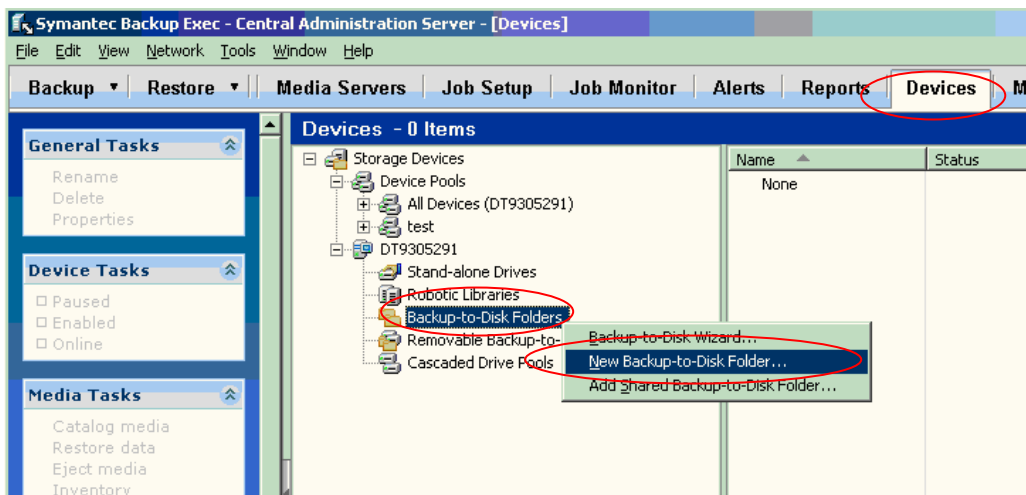 Symantec Backup Exec - Central Administration Server - [Devices]
File Edit View Network Tools Window Help
Backup Restore Media Servers Job Setup Job Monitor Alerts Reports Devices M
Devices - 0 Items
General Tasks
Rename
Delete
Properties
Device Tasks
Paused
Enabled
Online
Media Tasks
Catalog media
Restore data
Eject media
Inventory
Storage Devices
Device Pools
All Devices (DT9305291)
test
DT9305291
Stand-alone Drives
Robotic Libraries
Backup-to-Disk Folders
Removable Backup-to-
Cascaded Drive Pools
Backup-to-Disk Wizard...
New Backup-to-Disk Folder...
Add Shared Backup-to-Disk Folder...
Name Status
None